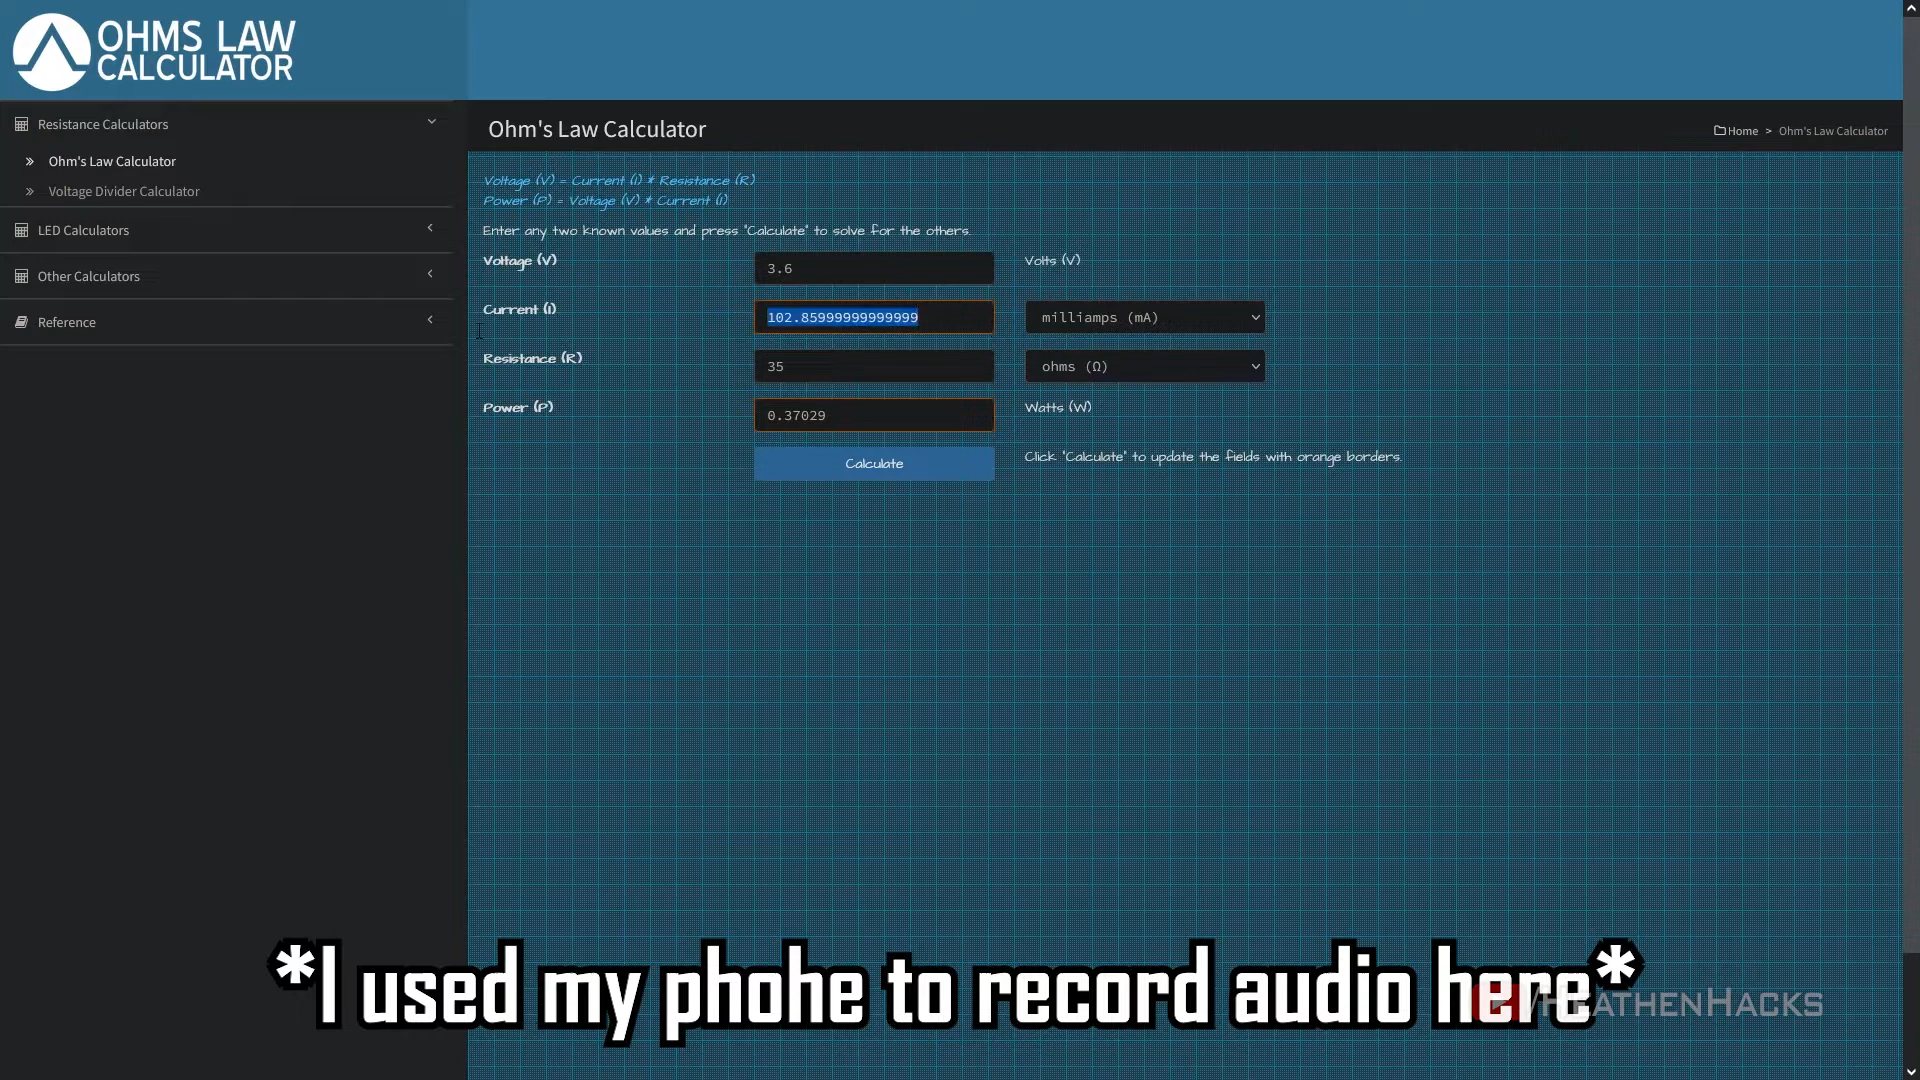 OHMS LAW
CALCULATOR
Resistance Calculators
Ohm's Law Calculator
Voltage Divider Calculator
LED Calculators
Other Calculators
Reference
Ohm's Law Calculator
Home > Ohm's Law Calculator
Voltage (V) = Current (I) * Resistance (R)
Power (P) = Voltage (V) * Current (I)
Enter any two known values and press "Calculate" to solve for the others.
Voltage (V) 3.6 Volts (V)
Current (I) 102.85999999999999 milliamps (mA)
Resistance (R) 35 ohms (Ω)
Power (P) 0.37029 Watts (W)
Calculate Click "Calculate" to update the fields with orange borders.
*I used my phohe to record audio here*
/HEATHENHACKS